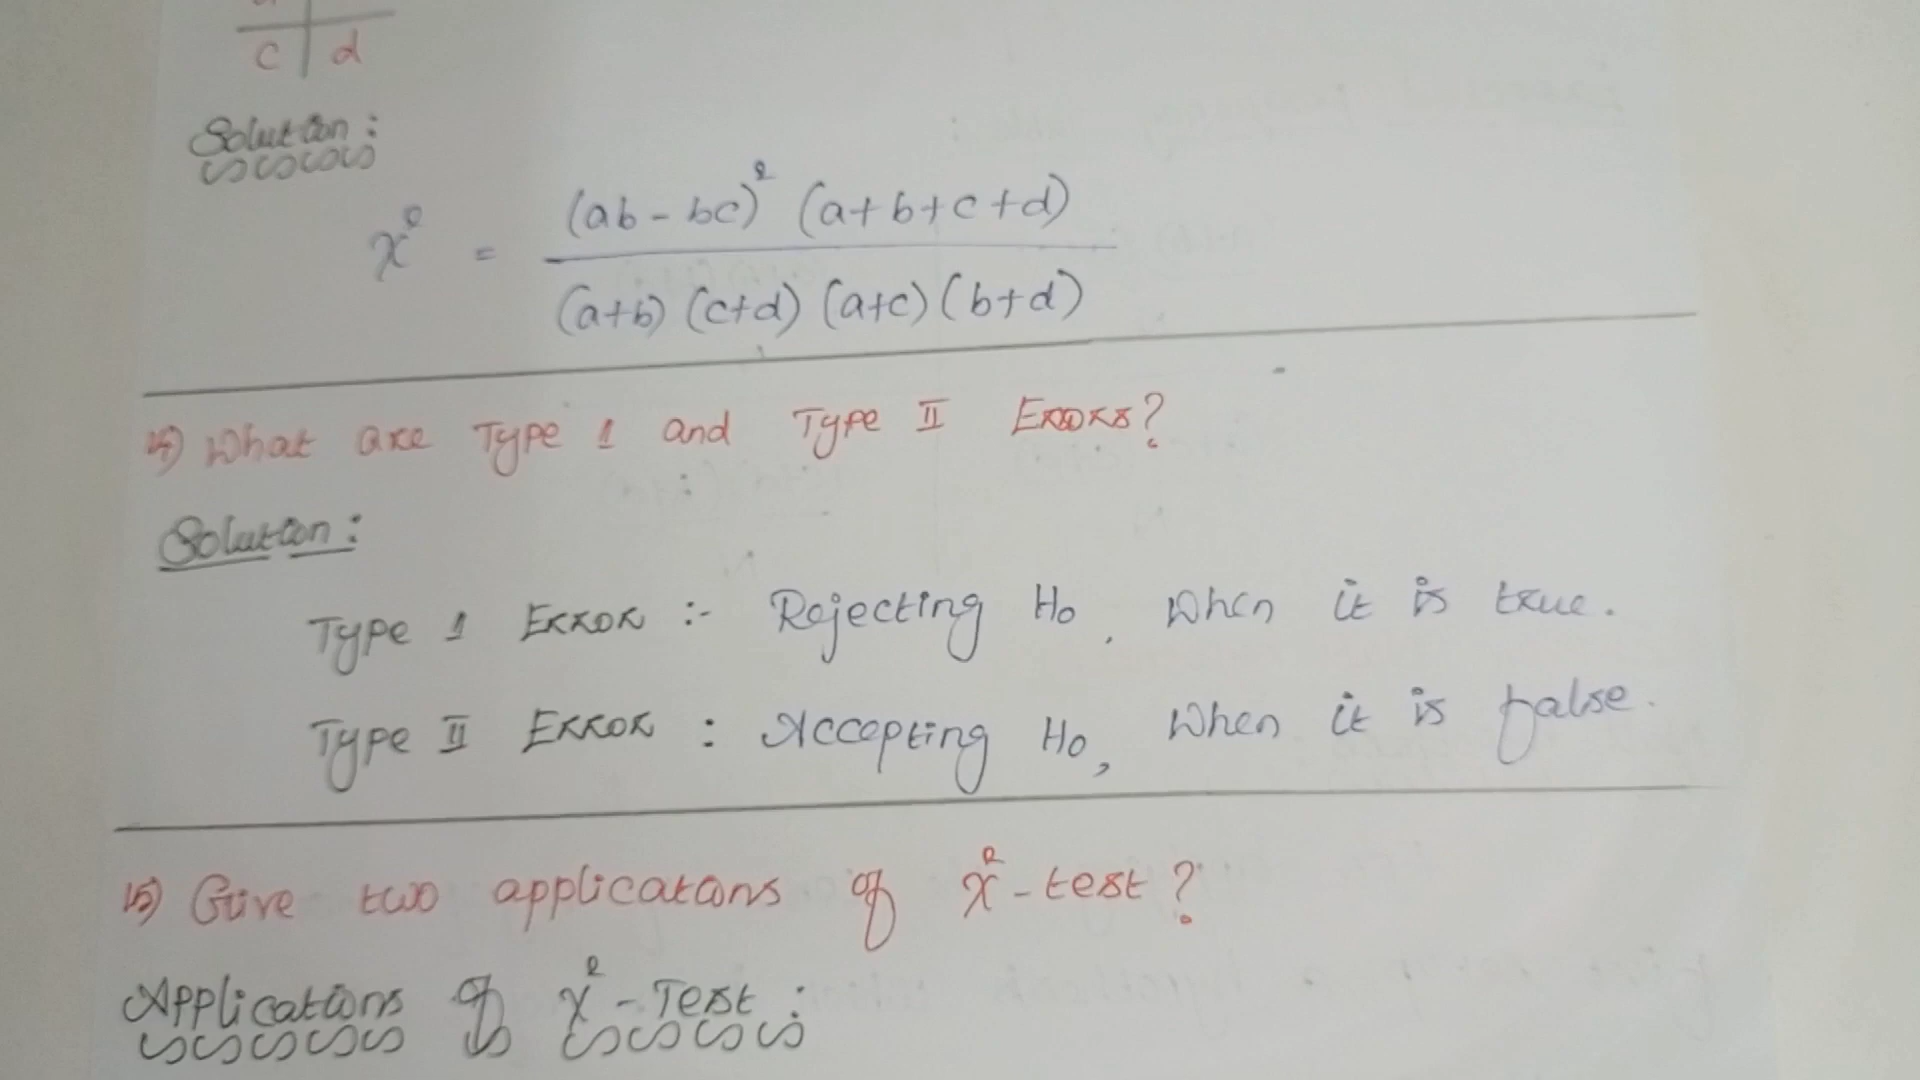 c d
Solution:
χ² = (ab - bc)² (a+b+c+d)
(a+b) (c+d) (a+c) (b+d)
What are Type 1 and Type II Errors?
Solution:
Type 1 Error :- Rejecting H₀, when it is true.
Type II Error : Accepting H₀, when it is false.
15) Give two applications of χ²-test?
Applications of χ²-Test: